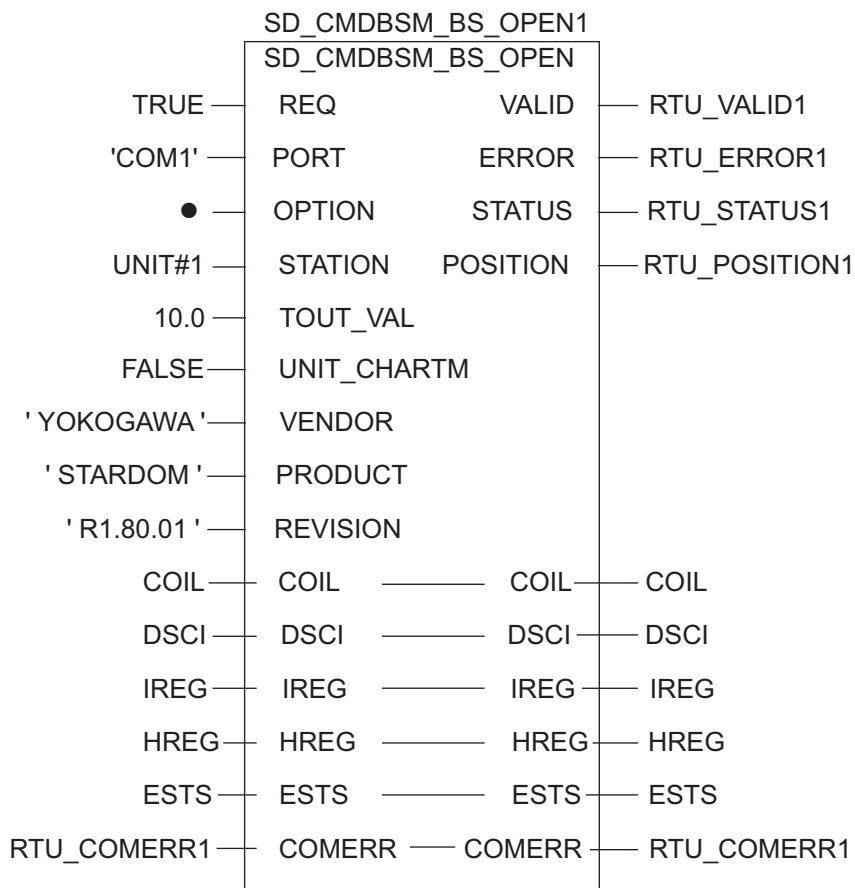 SD_CMDBSM_BS_OPEN1
SD_CMDBSM_BS_OPEN
TRUE REQ VALID RTU_VALID1
'COM1' PORT ERROR RTU_ERROR1
● OPTION STATUS RTU_STATUS1
UNIT#1 STATION POSITION RTU_POSITION1
10.0 TOUT_VAL
FALSE UNIT_CHARTM
' YOKOGAWA ' VENDOR
' STARDOM ' PRODUCT
' R1.80.01 ' REVISION
COIL COIL COIL COIL
DSCI DSCI DSCI DSCI
IREG IREG IREG IREG
HREG HREG HREG HREG
ESTS ESTS ESTS ESTS
RTU_COMERR1 COMERR COMERR RTU_COMERR1